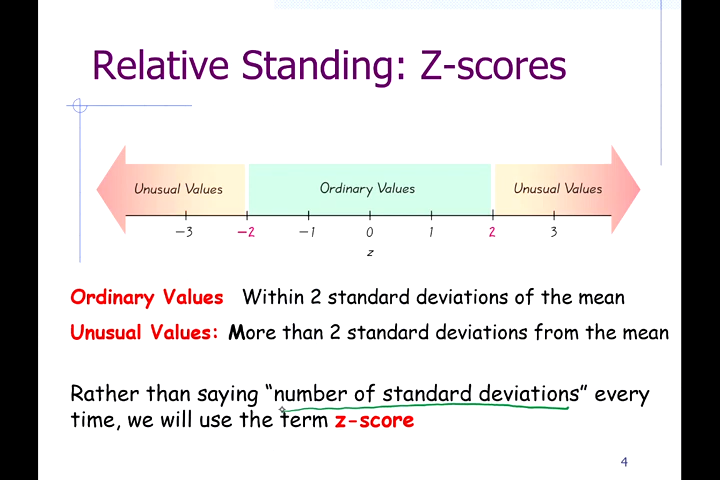 Relative Standing: Z-scores
Unusual Values Ordinary Values Unusual Values
−3 −2 −1 0 1 2 3
z
Ordinary Values Within 2 standard deviations of the mean
Unusual Values: More than 2 standard deviations from the mean
Rather than saying “number of standard deviations” every
time, we will use the term z-score
4